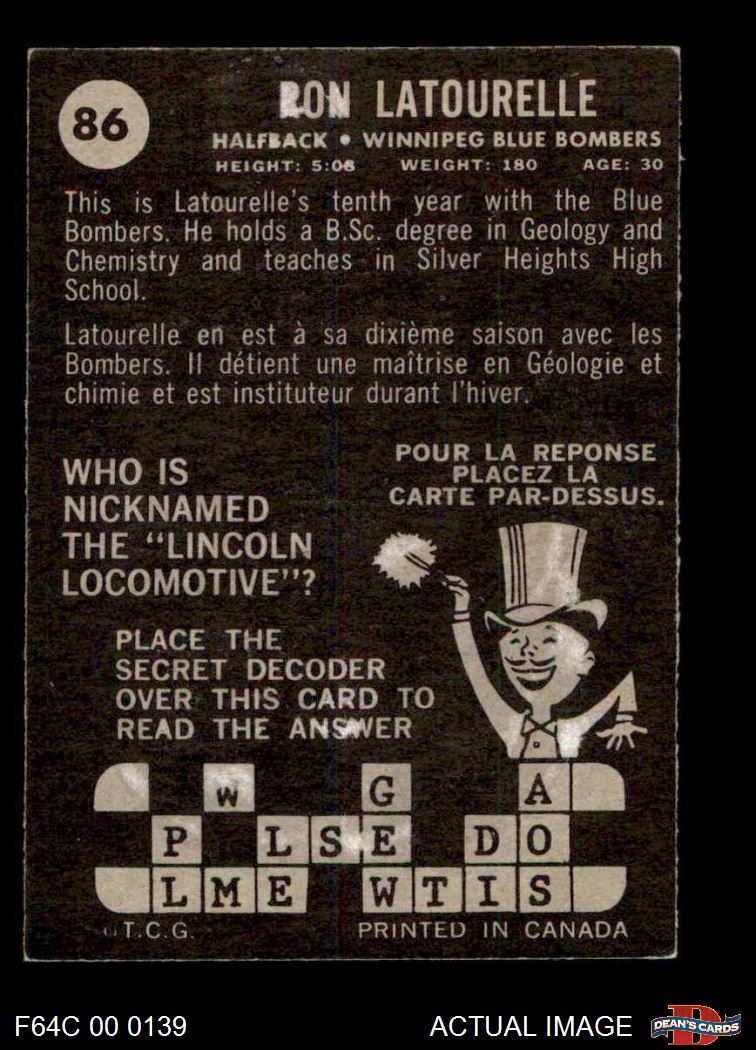 86
RON LATOURELLE
HALFBACK • WINNIPEG BLUE BOMBERS
HEIGHT: 5:08 WEIGHT: 180 AGE: 30
This is Latourelle's tenth year with the Blue
Bombers. He holds a B.Sc. degree in Geology and
Chemistry and teaches in Silver Heights High
School.
Latourelle en est à sa dixième saison avec les
Bombers. Il détient une maîtrise en Géologie et
chimie et est instituteur durant l'hiver.
WHO IS
NICKNAMED
THE "LINCOLN
LOCOMOTIVE"?
POUR LA REPONSE
PLACEZ LA
CARTE PAR-DESSUS.
PLACE THE
SECRET DECODER
OVER THIS CARD TO
READ THE ANSWER
W G A
P L S E D O
L M E W T I S
T.C.G. PRINTED IN CANADA
F64C 00 0139 ACTUAL IMAGE
D
DEAN'S CARDS